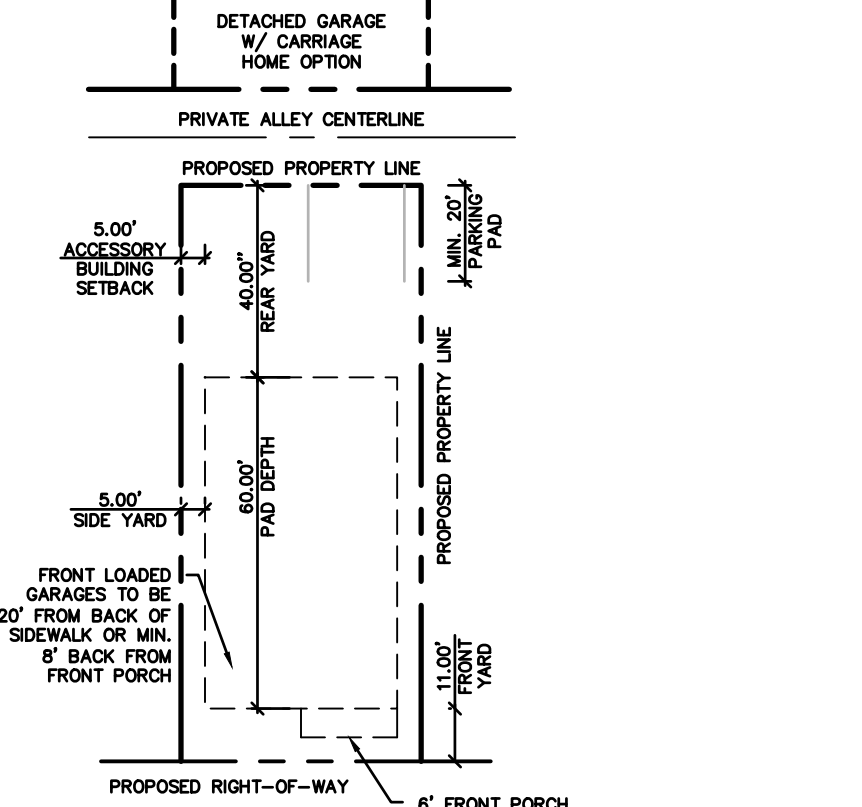 DETACHED GARAGE
W/ CARRIAGE
HOME OPTION
PRIVATE ALLEY CENTERLINE
PROPOSED PROPERTY LINE
5.00'
ACCESSORY
BUILDING
SETBACK
40.00"
REAR YARD
MIN. 20'
PARKING
PAD
PROPOSED PROPERTY LINE
60.00'
PAD DEPTH
5.00'
SIDE YARD
FRONT LOADED
GARAGES TO BE
20' FROM BACK OF
SIDEWALK OR MIN.
8' BACK FROM
FRONT PORCH
11.00'
FRONT
YARD
PROPOSED RIGHT-OF-WAY
6' FRONT PORCH